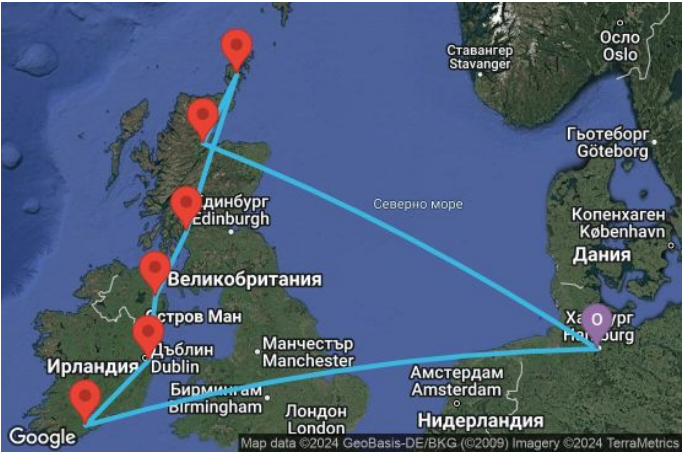 Осло
Oslo
Ставангер
Stavanger
Гьотеборг
Göteborg
Единбург
Edinburgh
Северно море
Копенхаген
København
Дания
Великобритания
Остров Ман
O
Дъблин
Dublin
Ирландия
Манчестър
Manchester
Амстердам
Amsterdam
Бирмингам
Birmingham
Лондон
London
Нидерландия
Google
Map data ©2024 GeoBasis-DE/BKG (©2009) Imagery ©2024 TerraMetrics